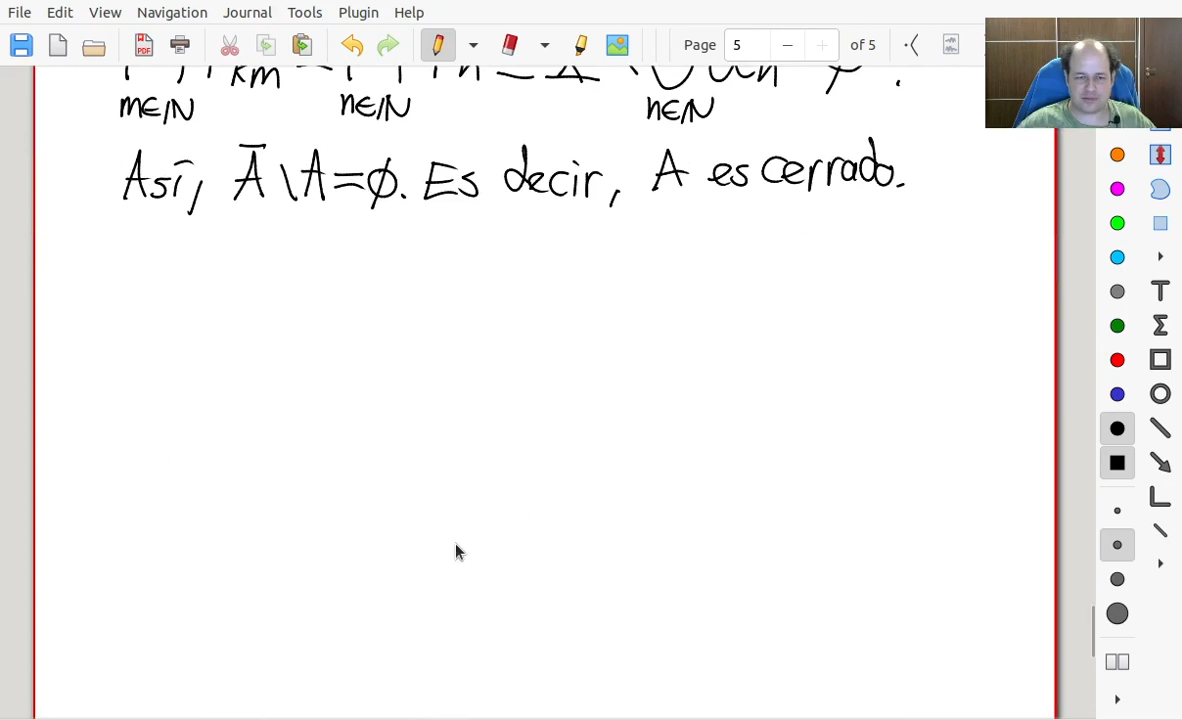 File Edit View Navigation Journal Tools Plugin Help
Page 5 of 5
m∈ℕ n∈ℕ n∈ℕ
Así, Ā\A=∅. Es decir, A es cerrado.